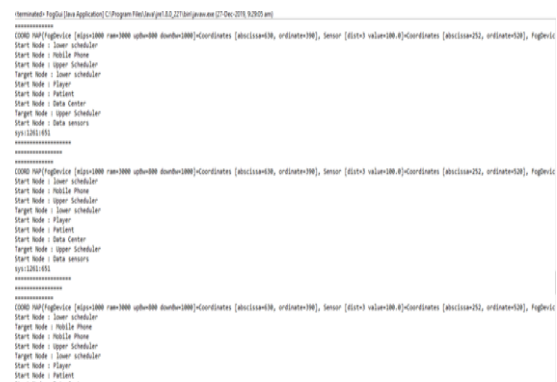 <terminated> FogGui [Java Application] C:\Program Files\Java\jre1.8.0_221\bin\javaw.exe (27-Dec-2019, 9:29:05 am)
*************
COORD MAP{FogDevice [mips=1000 ram=3000 upBw=800 downBw=1000]=Coordinates [abscissa=630, ordinate=390], Sensor [dist=3 value=100.0]=Coordinates [abscissa=252, ordinate=520], FogDevic
Start Node : lower scheduler
Start Node : Mobile Phone
Start Node : Upper Scheduler
Target Node : lower scheduler
Start Node : Player
Start Node : Patient
Start Node : Data Center
Target Node : Upper Scheduler
Start Node : Data sensors
sys:1261:651
*******************
****************
*************
COORD MAP{FogDevice [mips=1000 ram=3000 upBw=800 downBw=1000]=Coordinates [abscissa=630, ordinate=390], Sensor [dist=3 value=100.0]=Coordinates [abscissa=252, ordinate=520], FogDevic
Start Node : lower scheduler
Start Node : Mobile Phone
Start Node : Upper Scheduler
Target Node : lower scheduler
Start Node : Player
Start Node : Patient
Start Node : Data Center
Target Node : Upper Scheduler
Start Node : Data sensors
sys:1261:651
*******************
****************
*************
COORD MAP{FogDevice [mips=1000 ram=3000 upBw=800 downBw=1000]=Coordinates [abscissa=630, ordinate=390], Sensor [dist=3 value=100.0]=Coordinates [abscissa=252, ordinate=520], FogDevic
Start Node : lower scheduler
Target Node : Mobile Phone
Start Node : Mobile Phone
Start Node : Upper Scheduler
Target Node : lower scheduler
Start Node : Player
Start Node : Patient